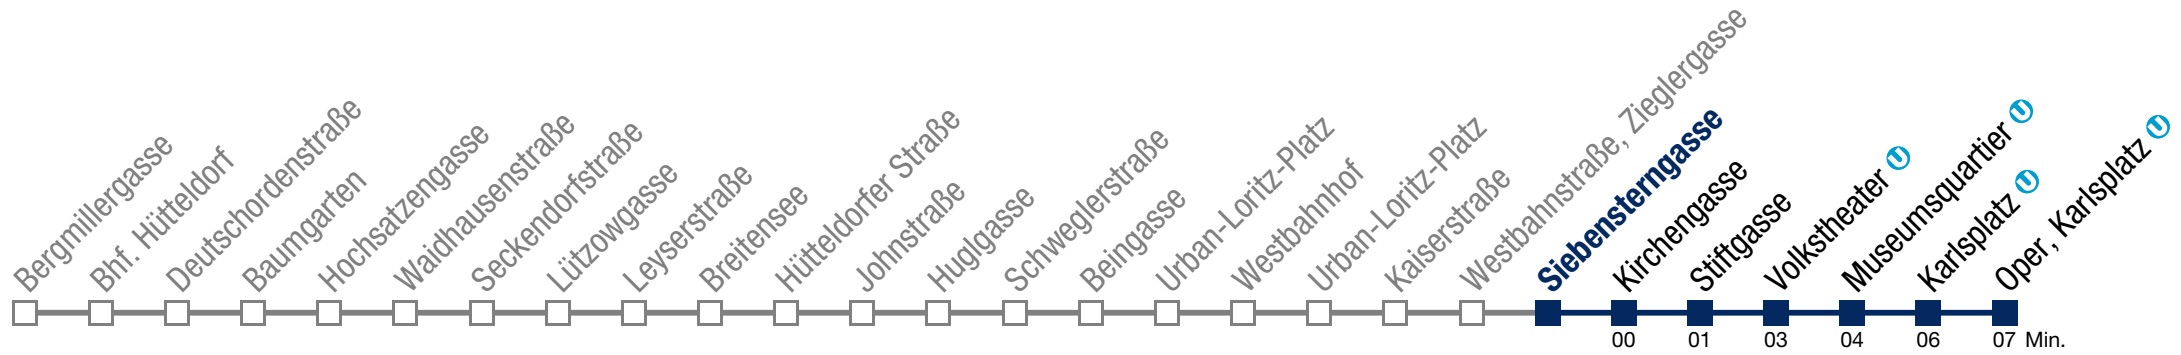 Bergmillergasse
Bhf. Hütteldorf
Deutschordenstraße
Baumgarten
Hochsatzengasse
Waidhausenstraße
Seckendorfstraße
Lützowgasse
Leyserstraße
Breitensee
Hütteldorfer Straße
Johnstraße
Huglgasse
Schweglerstraße
Beingasse
Urban-Loritz-Platz
Westbahnhof
Urban-Loritz-Platz
Kaiserstraße
Westbahnstraße, Zieglergasse
Siebensterngasse
Kirchengasse
Stiftgasse
Volkstheater U
Museumsquartier U
Karlsplatz U
Oper, Karlsplatz U
00 01 03 04 06 07 Min.